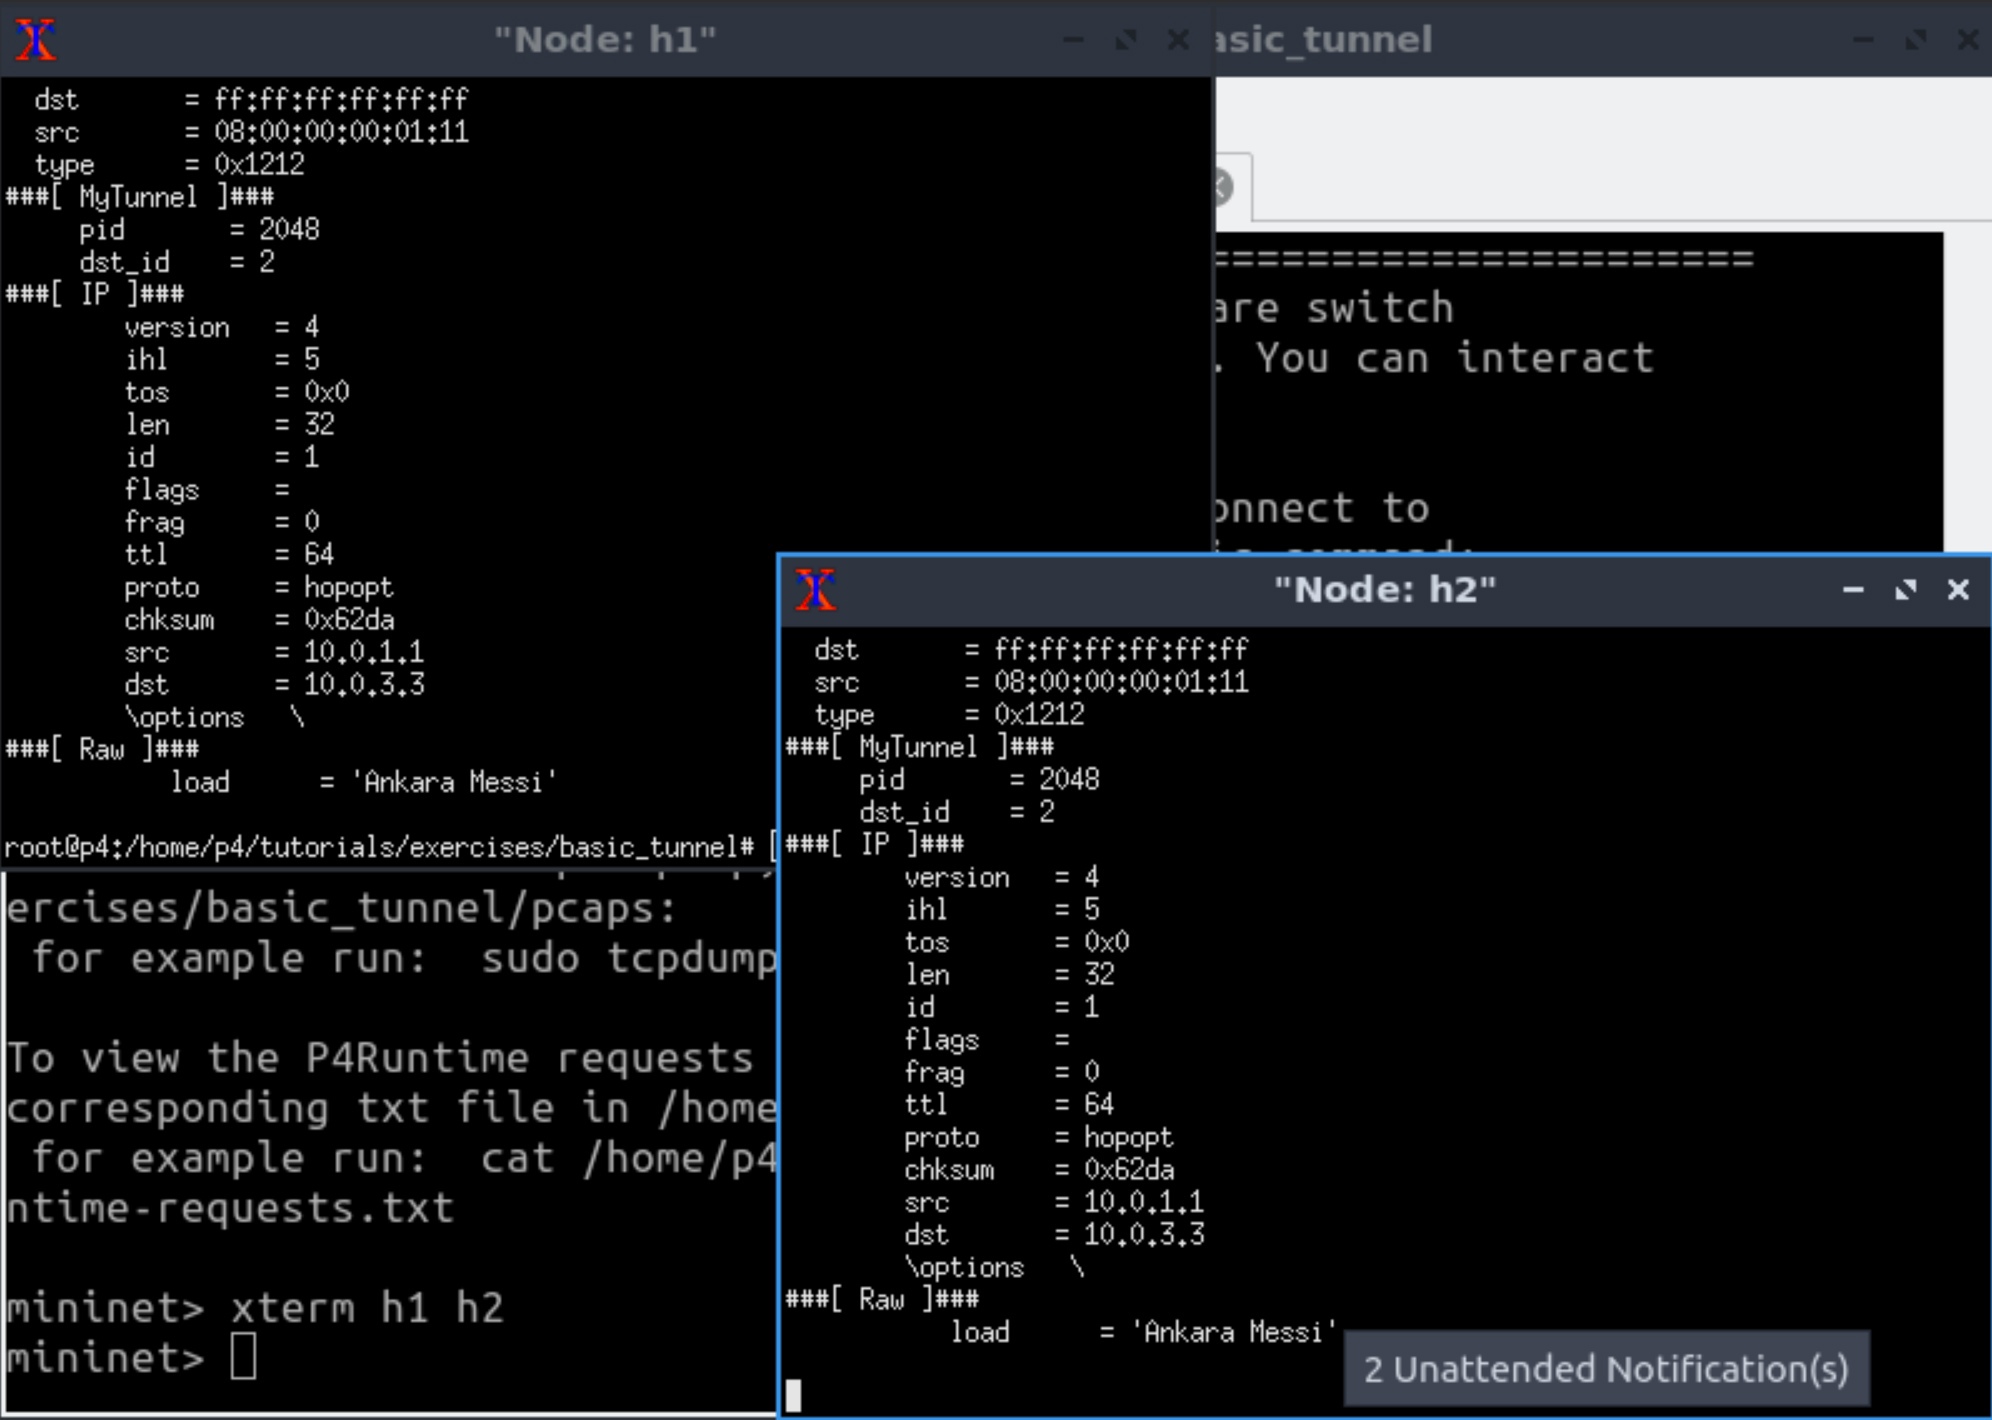 "Node: h1"
dst = ff:ff:ff:ff:ff:ff
src = 08:00:00:00:01:11
type = 0x1212
###[ MyTunnel ]###
pid = 2048
dst_id = 2
###[ IP ]###
version = 4
ihl = 5
tos = 0x0
len = 32
id = 1
flags =
frag = 0
ttl = 64
proto = hopopt
chksum = 0x62da
src = 10.0.1.1
dst = 10.0.3.3
\options \
###[ Raw ]###
load = 'Ankara Messi'
root@p4:/home/p4/tutorials/exercises/basic_tunnel# [
asic_tunnel
======================
are switch
. You can interact
onnect to
ercises/basic_tunnel/pcaps:
for example run: sudo tcpdump
To view the P4Runtime requests
corresponding txt file in /home
for example run: cat /home/p4
ntime-requests.txt
mininet> xterm h1 h2
mininet>
"Node: h2"
dst = ff:ff:ff:ff:ff:ff
src = 08:00:00:00:01:11
type = 0x1212
###[ MyTunnel ]###
pid = 2048
dst_id = 2
###[ IP ]###
version = 4
ihl = 5
tos = 0x0
len = 32
id = 1
flags =
frag = 0
ttl = 64
proto = hopopt
chksum = 0x62da
src = 10.0.1.1
dst = 10.0.3.3
\options \
###[ Raw ]###
load = 'Ankara Messi'
2 Unattended Notification(s)